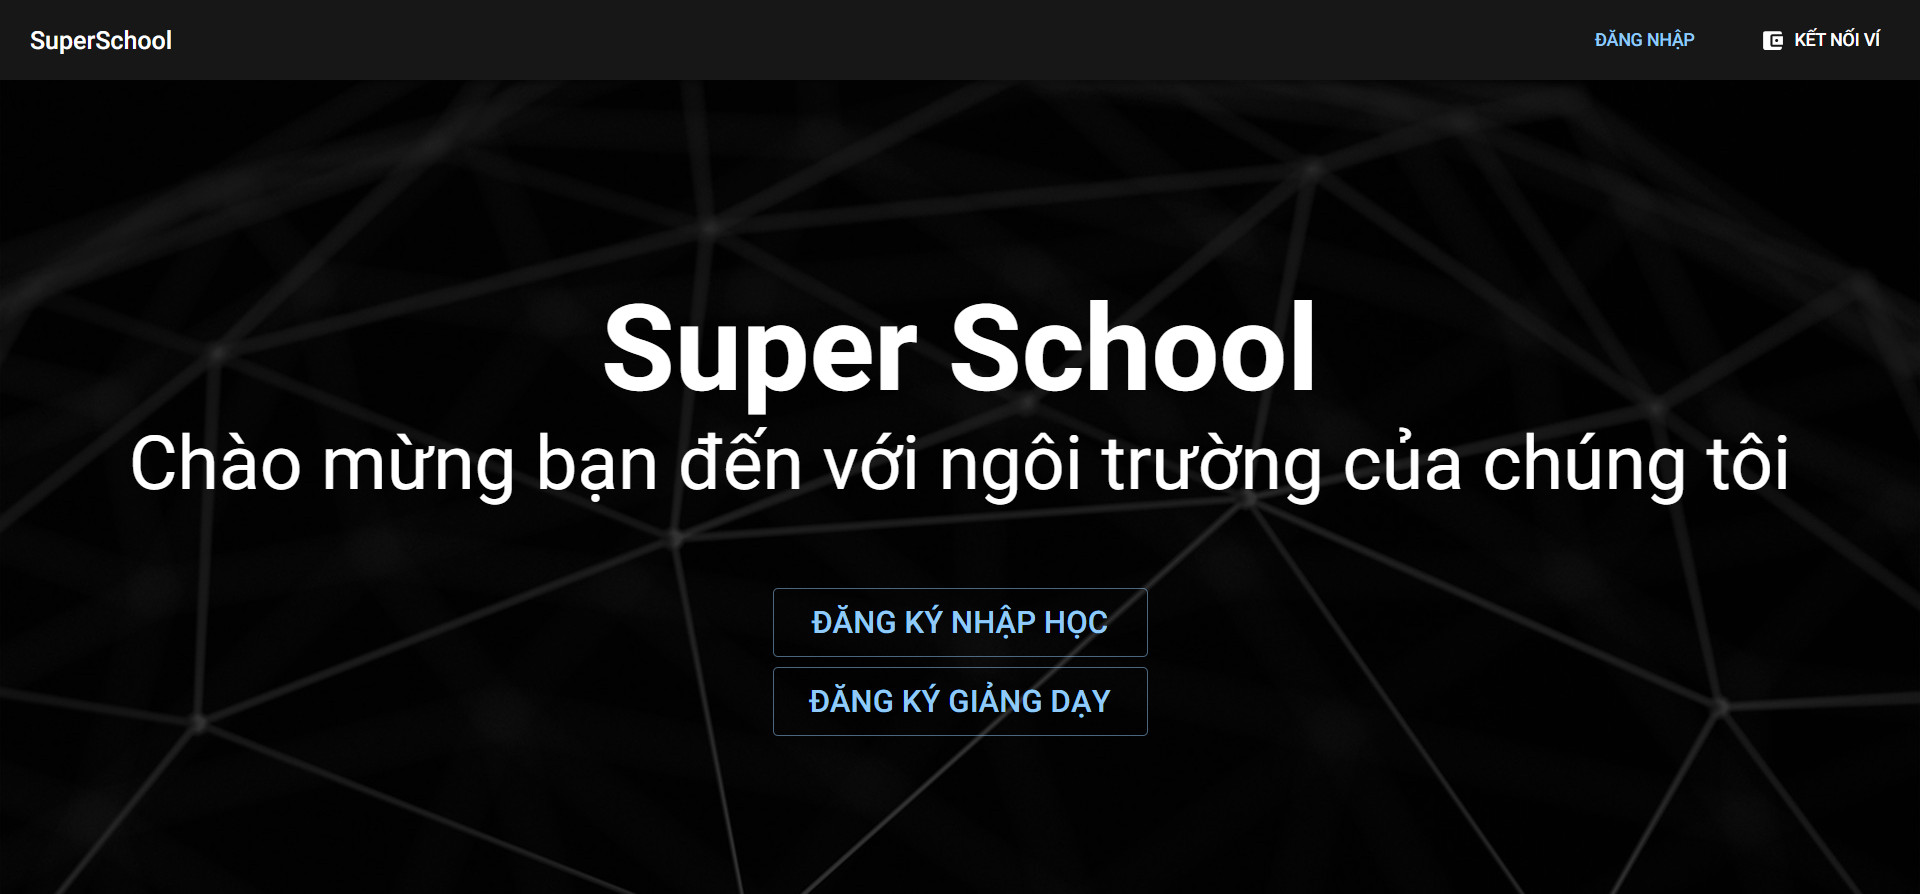 SuperSchool
ĐĂNG NHẬP
KẾT NỐI VÍ
Super School
Chào mừng bạn đến với ngôi trường của chúng tôi
ĐĂNG KÝ NHẬP HỌC
ĐĂNG KÝ GIẢNG DẠY